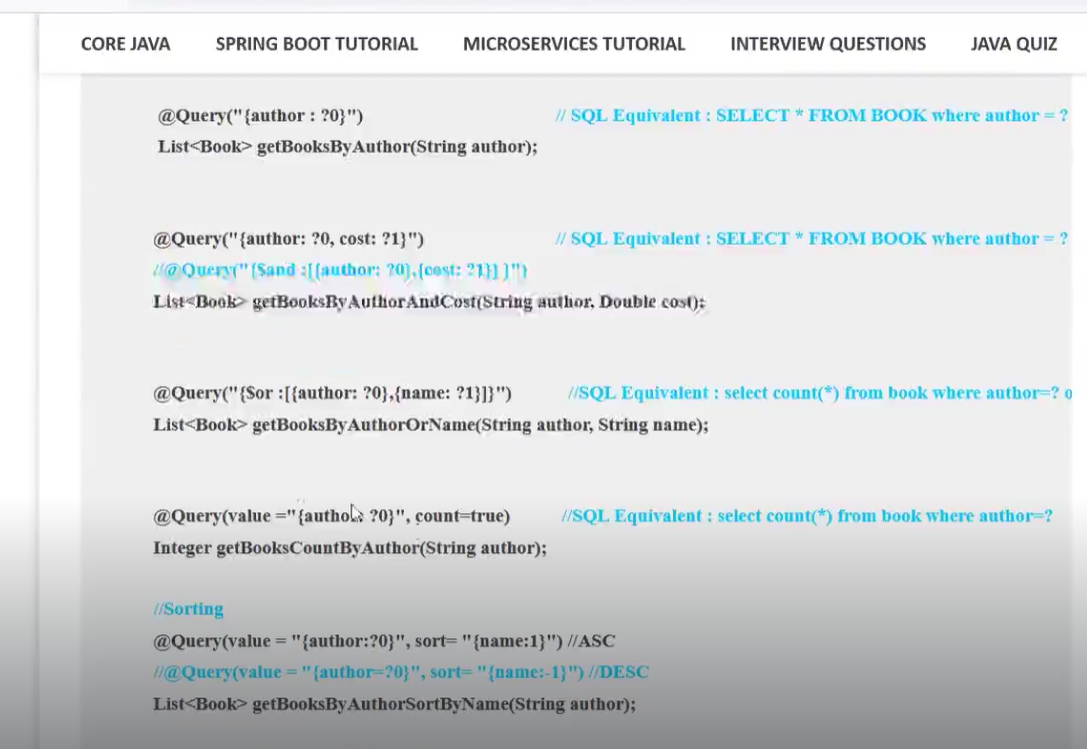 CORE JAVA SPRING BOOT TUTORIAL MICROSERVICES TUTORIAL INTERVIEW QUESTIONS JAVA QUIZ
@Query("{author : ?0}") // SQL Equivalent : SELECT * FROM BOOK where author = ?
List<Book> getBooksByAuthor(String author);
@Query("{author: ?0, cost: ?1}") // SQL Equivalent : SELECT * FROM BOOK where author = ?
//@Query("{$and :[{author: ?0},{cost: ?1}] }")
List<Book> getBooksByAuthorAndCost(String author, Double cost);
@Query("{$or :[{author: ?0},{name: ?1}]}") //SQL Equivalent : select count(*) from book where author=? o
List<Book> getBooksByAuthorOrName(String author, String name);
@Query(value ="{author: ?0}", count=true) //SQL Equivalent : select count(*) from book where author=?
Integer getBooksCountByAuthor(String author);
//Sorting
@Query(value = "{author:?0}", sort= "{name:1}") //ASC
//@Query(value = "{author=?0}", sort= "{name:-1}") //DESC
List<Book> getBooksByAuthorSortByName(String author);